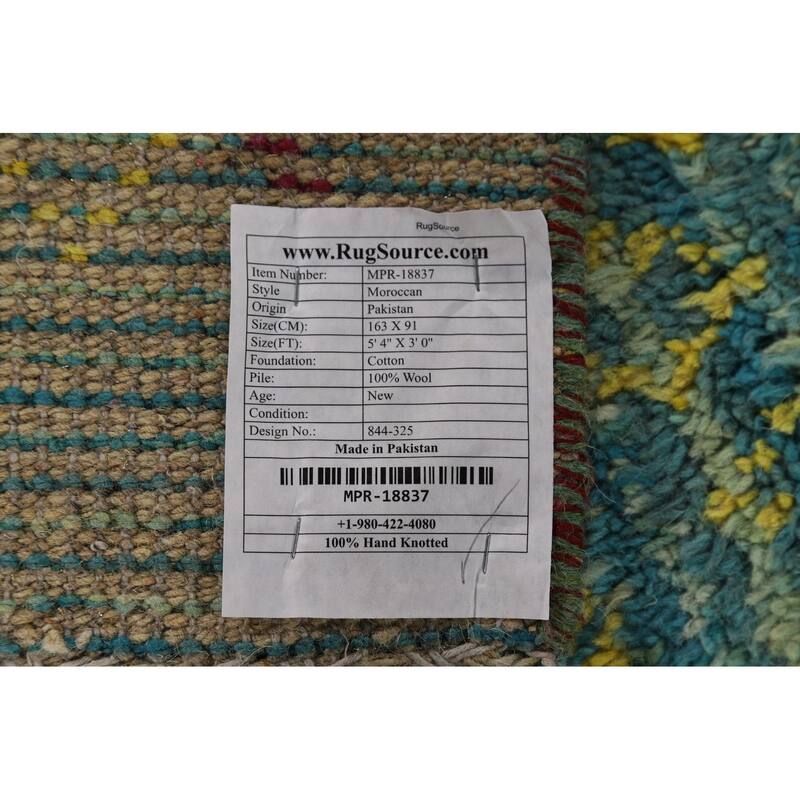 RugSource
www.RugSource.com
Item Number: MPR-18837
Style Moroccan
Origin Pakistan
Size(CM): 163 X 91
Size(FT): 5' 4" X 3' 0"
Foundation: Cotton
Pile: 100% Wool
Age: New
Condition:
Design No.: 844-325
Made in Pakistan
MPR-18837
+1-980-422-4080
100% Hand Knotted